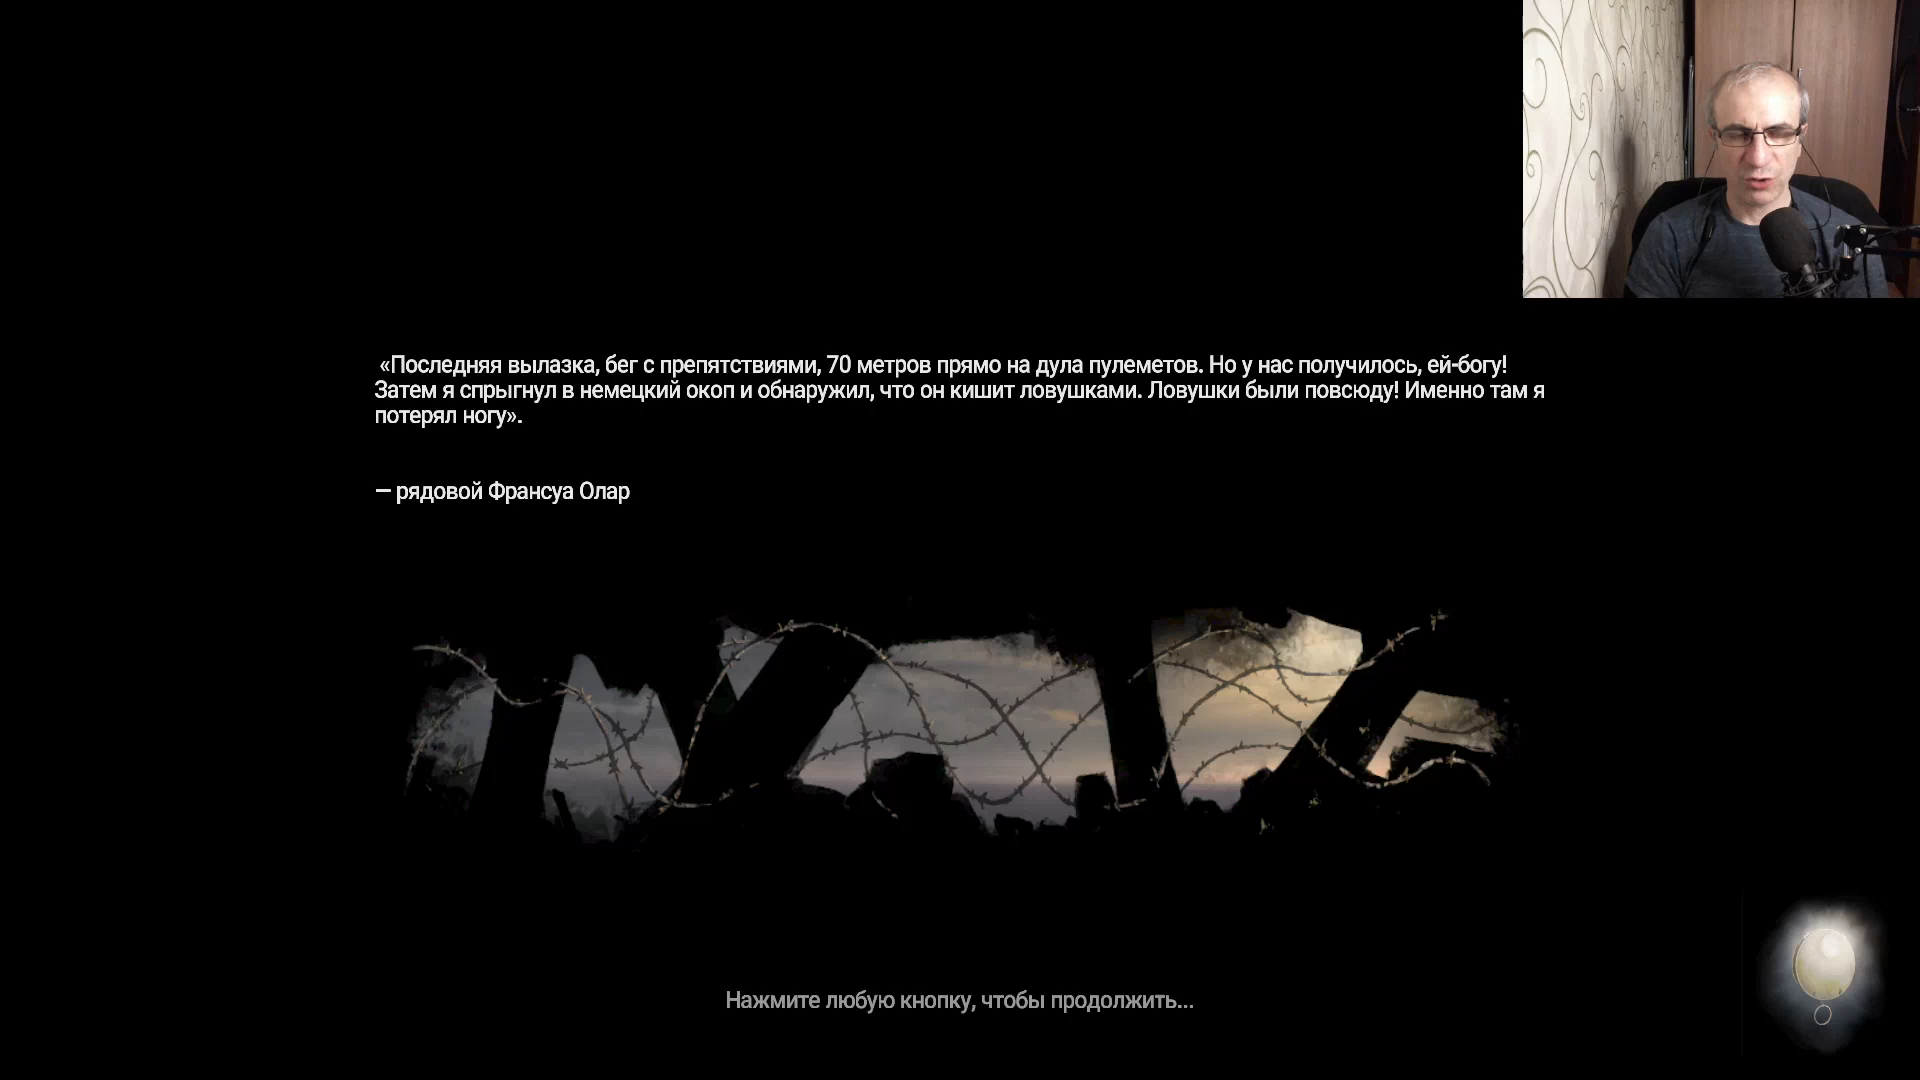 «Последняя вылазка, бег с препятствиями, 70 метров прямо на дула пулеметов. Но у нас получилось, ей-богу!
Затем я спрыгнул в немецкий окоп и обнаружил, что он кишит ловушками. Ловушки были повсюду! Именно там я
потерял ногу».
— рядовой Франсуа Олар
Нажмите любую кнопку, чтобы продолжить...